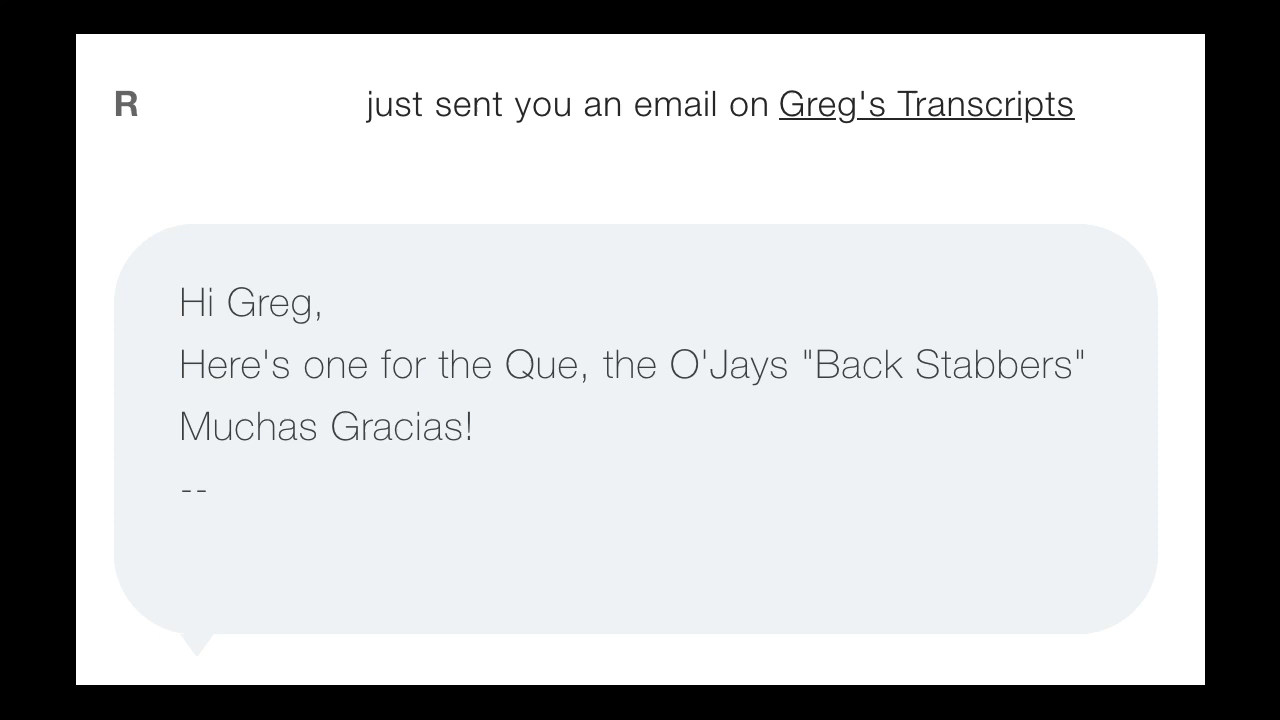 R just sent you an email on Greg's Transcripts
Hi Greg,
Here's one for the Que, the O'Jays "Back Stabbers"
Muchas Gracias!
--